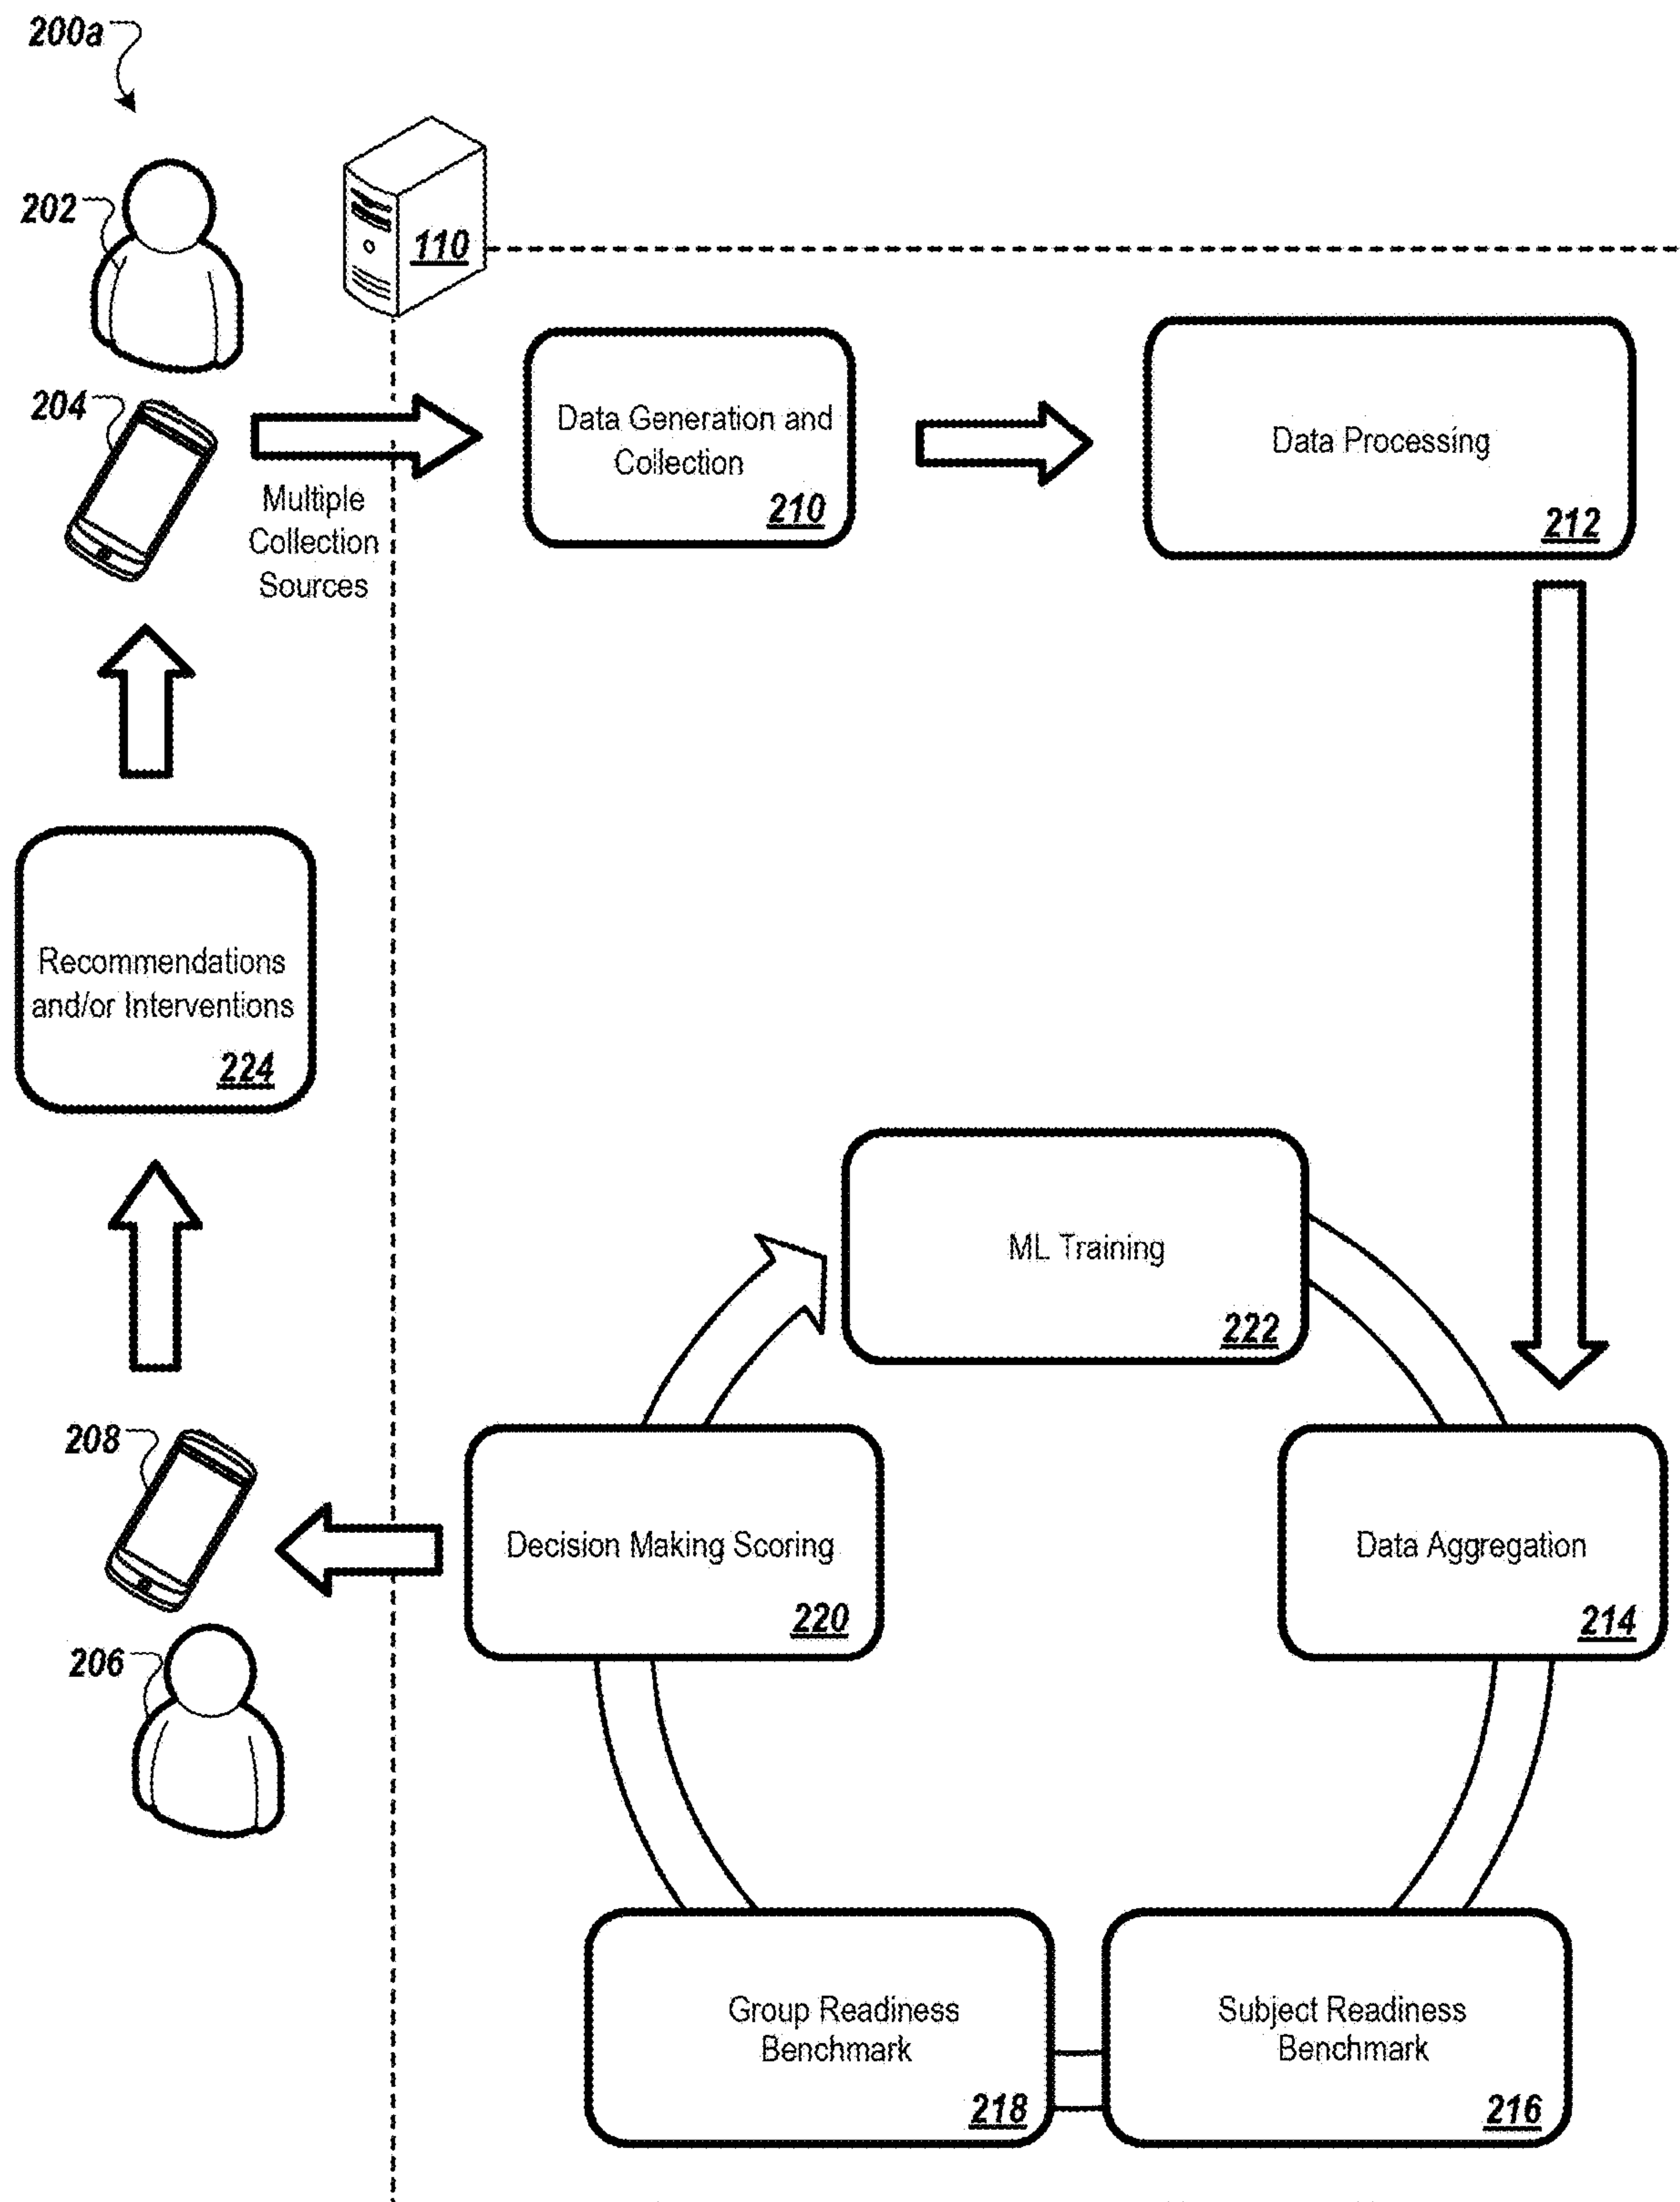 200a
202
110
204
Multiple
Collection
Sources
Data Generation and
Collection
210
Data Processing
212
Recommendations
and/or Interventions
224
ML Training
222
208
Decision Making Scoring
220
Data Aggregation
214
206
Group Readiness
Benchmark
218
Subject Readiness
Benchmark
216